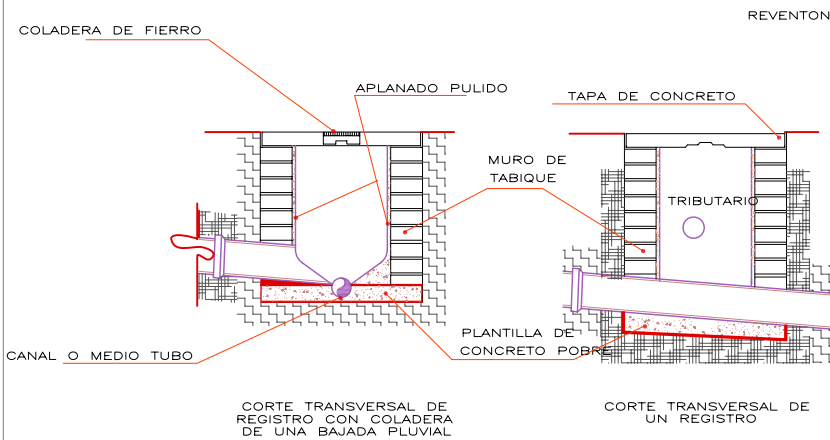 REVENTON
COLADERA DE FIERRO
APLANADO PULIDO
TAPA DE CONCRETO
MURO DE
TABIQUE
TRIBUTARIO
PLANTILLA DE
CONCRETO POBRE
CANAL O MEDIO TUBO
CORTE TRANSVERSAL DE
REGISTRO CON COLADERA
DE UNA BAJADA PLUVIAL
CORTE TRANSVERSAL DE
UN REGISTRO